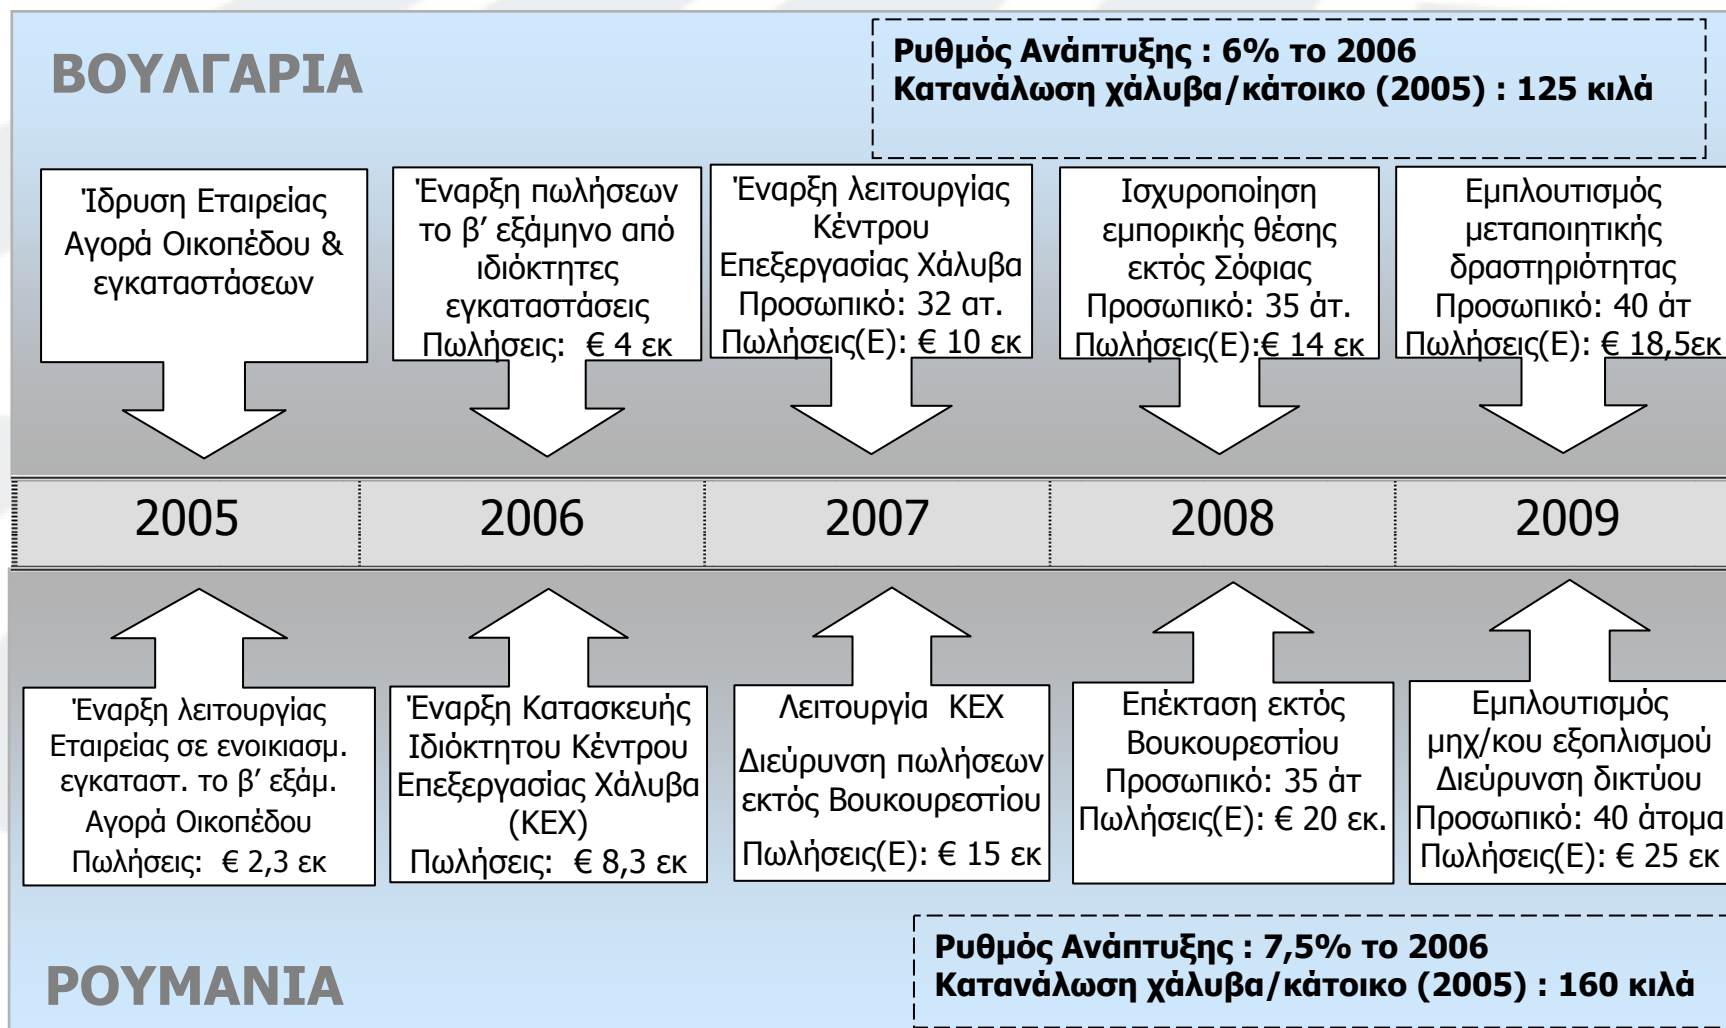 ΒΟΥΛΓΑΡΙΑ
Ρυθμός Ανάπτυξης : 6% το 2006
Κατανάλωση χάλυβα/κάτοικο (2005) : 125 κιλά
Ίδρυση Εταιρείας
Αγορά Οικοπέδου &
εγκαταστάσεων
Έναρξη πωλήσεων
το β’ εξάμηνο από
ιδιόκτητες
εγκαταστάσεις
Πωλήσεις: € 4 εκ
Έναρξη λειτουργίας
Κέντρου
Επεξεργασίας Χάλυβα
Προσωπικό: 32 ατ.
Πωλήσεις(Ε): € 10 εκ
Ισχυροποίηση
εμπορικής θέσης
εκτός Σόφιας
Προσωπικό: 35 άτ.
Πωλήσεις(Ε):€ 14 εκ
Εμπλουτισμός
μεταποιητικής
δραστηριότητας
Προσωπικό: 40 άτ
Πωλήσεις(Ε): € 18,5εκ
2005
2006
2007
2008
2009
Έναρξη λειτουργίας
Εταιρείας σε ενοικιασμ.
εγκαταστ. το β’ εξάμ.
Αγορά Οικοπέδου
Πωλήσεις: € 2,3 εκ
Έναρξη Κατασκευής
Ιδιόκτητου Κέντρου
Επεξεργασίας Χάλυβα
(ΚΕΧ)
Πωλήσεις: € 8,3 εκ
Λειτουργία ΚΕΧ
Διεύρυνση πωλήσεων
εκτός Βουκουρεστίου
Πωλήσεις(Ε): € 15 εκ
Επέκταση εκτός
Βουκουρεστίου
Προσωπικό: 35 άτ
Πωλήσεις(Ε): € 20 εκ.
Εμπλουτισμός
μηχ/κου εξοπλισμού
Διεύρυνση δικτύου
Προσωπικό: 40 άτομα
Πωλήσεις(Ε): € 25 εκ
Ρυθμός Ανάπτυξης : 7,5% το 2006
Κατανάλωση χάλυβα/κάτοικο (2005) : 160 κιλά
ΡΟΥΜΑΝΙΑ